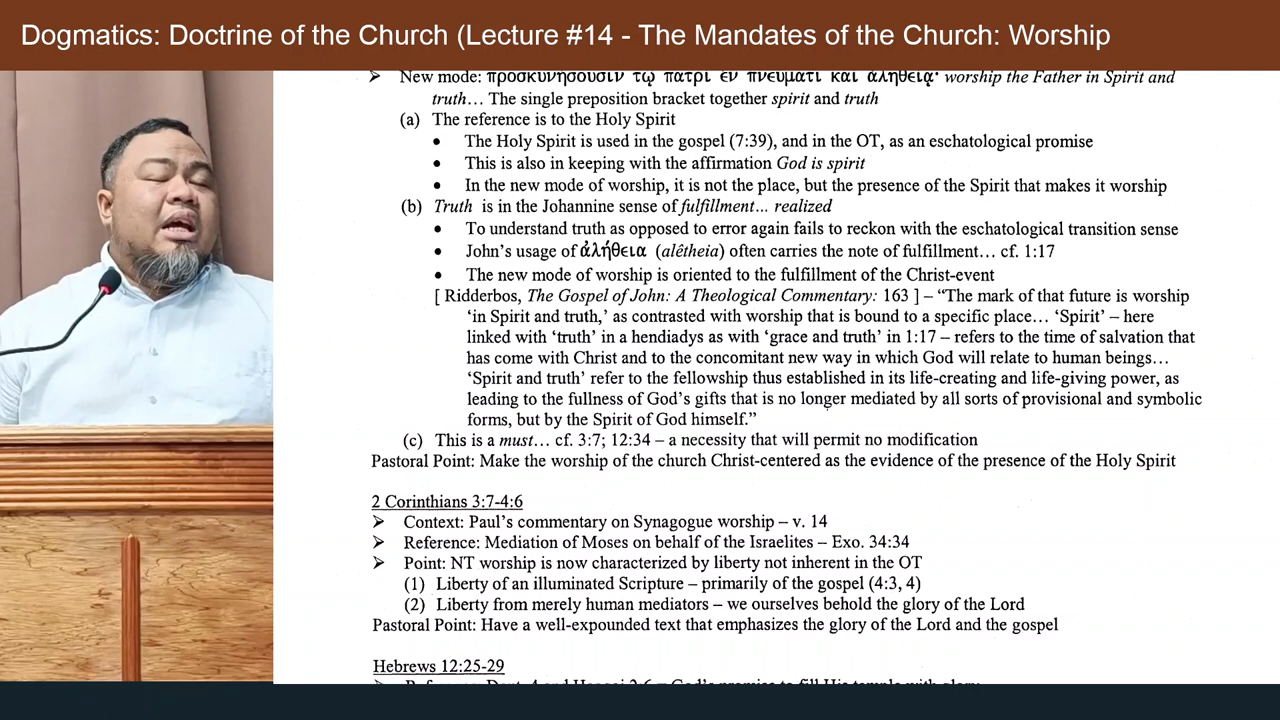 Dogmatics: Doctrine of the Church (Lecture #14 - The Mandates of the Church: Worship
➢ New mode: προσκυνησουσιν τῳ πατρι εν πνευματι και αληθειᾳ· worship the Father in Spirit and
truth… The single preposition bracket together spirit and truth
(a) The reference is to the Holy Spirit
• The Holy Spirit is used in the gospel (7:39), and in the OT, as an eschatological promise
• This is also in keeping with the affirmation God is spirit
• In the new mode of worship, it is not the place, but the presence of the Spirit that makes it worship
(b) Truth is in the Johannine sense of fulfillment… realized
• To understand truth as opposed to error again fails to reckon with the eschatological transition sense
• John's usage of ἀλήθεια (alêtheia) often carries the note of fulfillment… cf. 1:17
• The new mode of worship is oriented to the fulfillment of the Christ-event
[ Ridderbos, The Gospel of John: A Theological Commentary: 163 ] – “The mark of that future is worship
‘in Spirit and truth,’ as contrasted with worship that is bound to a specific place… ‘Spirit’ – here
linked with ‘truth’ in a hendiadys as with ‘grace and truth’ in 1:17 – refers to the time of salvation that
has come with Christ and to the concomitant new way in which God will relate to human beings…
‘Spirit and truth’ refer to the fellowship thus established in its life-creating and life-giving power, as
leading to the fullness of God's gifts that is no longer mediated by all sorts of provisional and symbolic
forms, but by the Spirit of God himself.”
(c) This is a must… cf. 3:7; 12:34 – a necessity that will permit no modification
Pastoral Point: Make the worship of the church Christ-centered as the evidence of the presence of the Holy Spirit
2 Corinthians 3:7-4:6
➢ Context: Paul's commentary on Synagogue worship – v. 14
➢ Reference: Mediation of Moses on behalf of the Israelites – Exo. 34:34
➢ Point: NT worship is now characterized by liberty not inherent in the OT
(1) Liberty of an illuminated Scripture – primarily of the gospel (4:3, 4)
(2) Liberty from merely human mediators – we ourselves behold the glory of the Lord
Pastoral Point: Have a well-expounded text that emphasizes the glory of the Lord and the gospel
Hebrews 12:25-29
➢ Reference: Deut. 4 and Haggai 2:6 – God's promise to fill His temple with glory